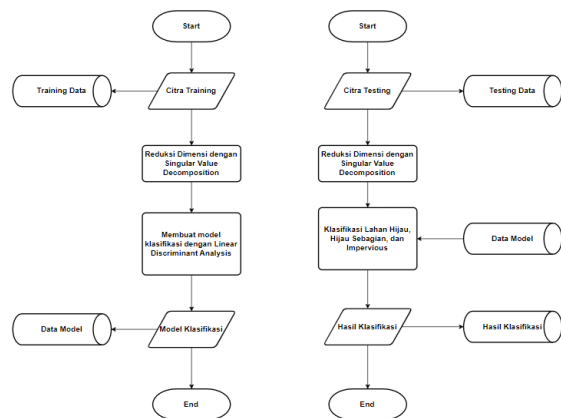 Start
Training Data
Citra Training
Reduksi Dimensi dengan
Singular Value
Decomposition
Membuat model
klasifikasi dengan Linear
Discriminant Analysis
Data Model
Model Klasifikasi
End
Start
Citra Testing
Testing Data
Reduksi Dimensi dengan
Singular Value
Decomposition
Klasifikasi Lahan Hijau,
Hijau Sebagian, dan
Impervious
Data Model
Hasil Klasifikasi
Hasil Klasifikasi
End